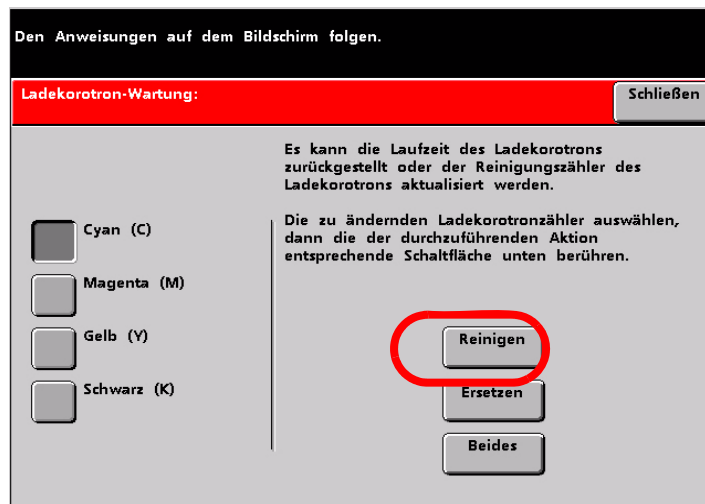 Den Anweisungen auf dem Bildschirm folgen.
Ladekorotron-Wartung:
Schließen
Es kann die Laufzeit des Ladekorotrons
zurückgestellt oder der Reinigungszähler des
Ladekorotrons aktualisiert werden.
Die zu ändernden Ladekorotronzähler auswählen,
dann die der durchzuführenden Aktion
entsprechende Schaltfläche unten berühren.
Cyan (C)
Magenta (M)
Gelb (Y)
Schwarz (K)
Reinigen
Ersetzen
Beides